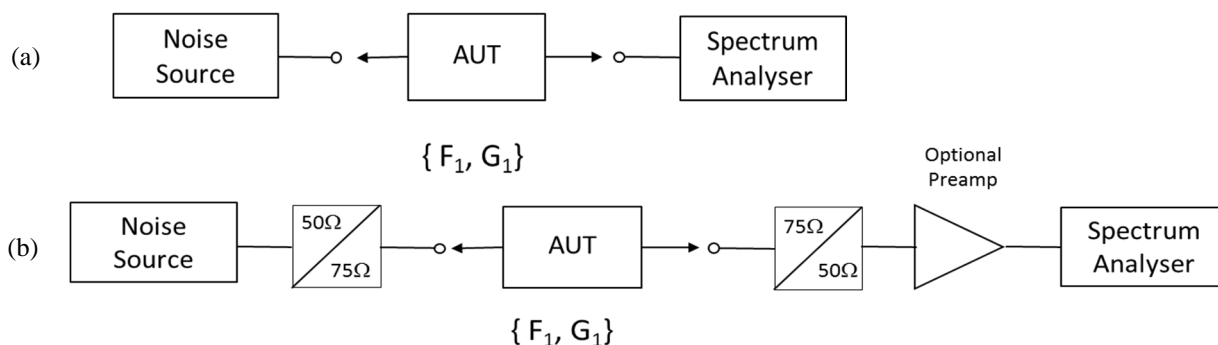 (a)
Noise
Source
AUT
Spectrum
Analyser
{ F₁, G₁}
Optional
Preamp
(b)
Noise
Source
50Ω
75Ω
AUT
75Ω
50Ω
Spectrum
Analyser
{ F₁, G₁}